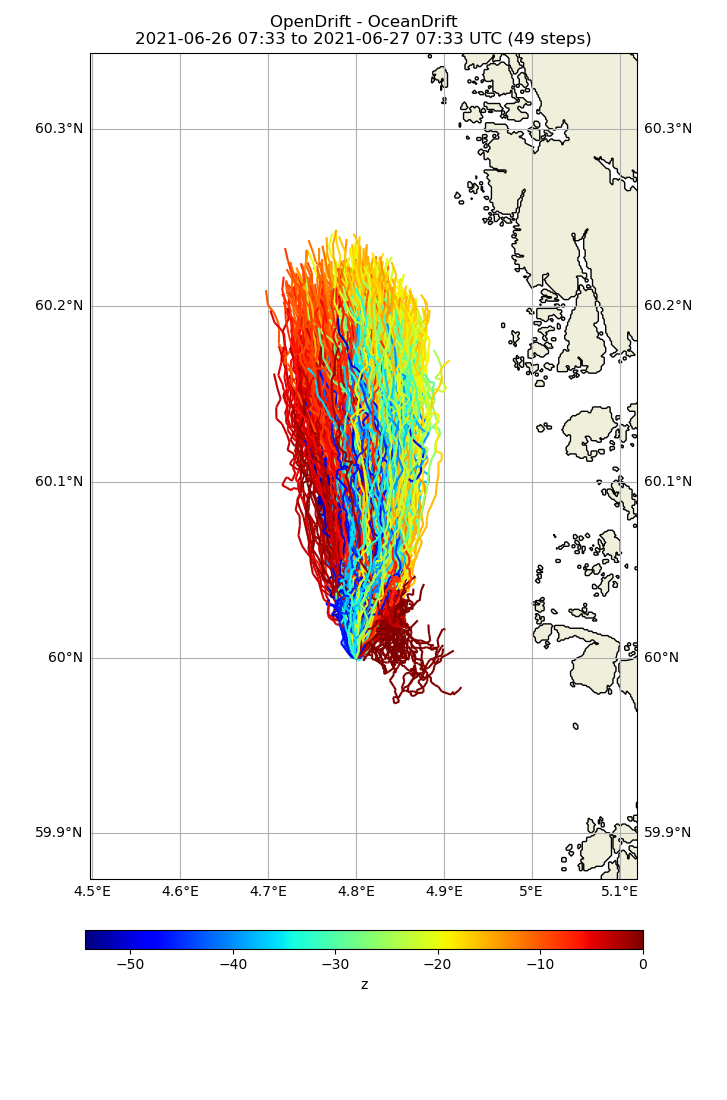 OpenDrift - OceanDrift
2021-06-26 07:33 to 2021-06-27 07:33 UTC (49 steps)
60.3°N 60.3°N
60.2°N 60.2°N
60.1°N 60.1°N
60°N 60°N
59.9°N 59.9°N
4.5°E 4.6°E 4.7°E 4.8°E 4.9°E 5°E 5.1°E
−50 −40 −30 −20 −10 0
z